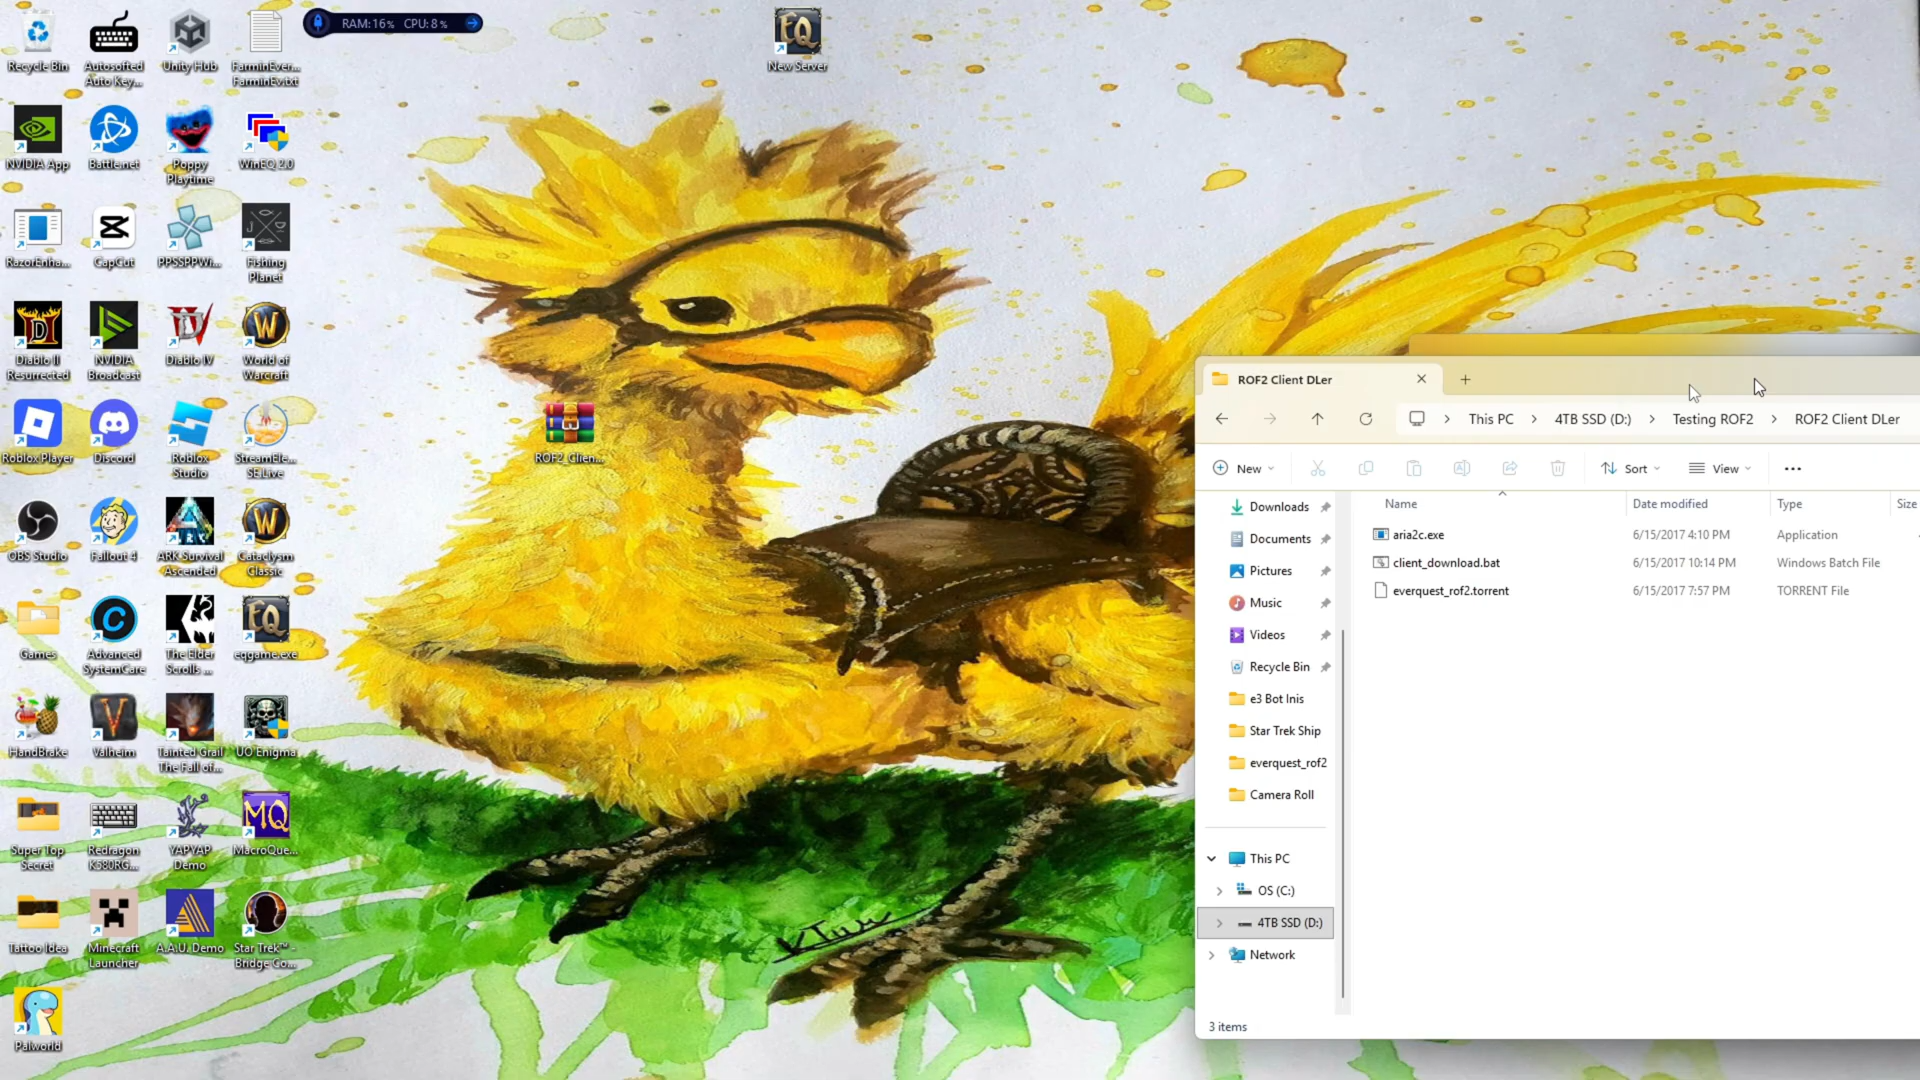 RAM: 16% CPU: 8%
Recycle Bin
Autosofted
Auto Key...
Unity Hub
FarminEver...
FarminEv.txt
New Server
NVIDIA App
Battle.net
Poppy
Playtime
WinEQ 2.0
RazorEnha...
CapCut
PPSSPPWi...
Fishing
Planet
Diablo II
Resurrected
NVIDIA
Broadcast
Diablo IV
World of
Warcraft
Roblox Player
Discord
Roblox
Studio
StreamEle...
SE.Live
ROF2_Clien...
OBS Studio
Fallout 4
ARK Survival
Ascended
Cataclysm
Classic
Games
Advanced
SystemCare
The Elder
Scrolls ...
eqgame.exe
HandBrake
Valheim
Tainted Grail
The Fall of...
UO Enigma
Super Top
Secret
Redragon
K580RG...
YAPYAP
Demo
MacroQue...
Tattoo Idea
Minecraft
Launcher
A.A.U. Demo
Star Trek™ -
Bridge Co...
Palworld
KTuw
ROF2 Client DLer
This PC > 4TB SSD (D:) > Testing ROF2 > ROF2 Client DLer
New
Sort
View
Name
Date modified
Type
Size
aria2c.exe 6/15/2017 4:10 PM Application
client_download.bat 6/15/2017 10:14 PM Windows Batch File
everquest_rof2.torrent 6/15/2017 7:57 PM TORRENT File
Downloads
Documents
Pictures
Music
Videos
Recycle Bin
e3 Bot Inis
Star Trek Ship
everquest_rof2
Camera Roll
This PC
OS (C:)
4TB SSD (D:)
Network
3 items